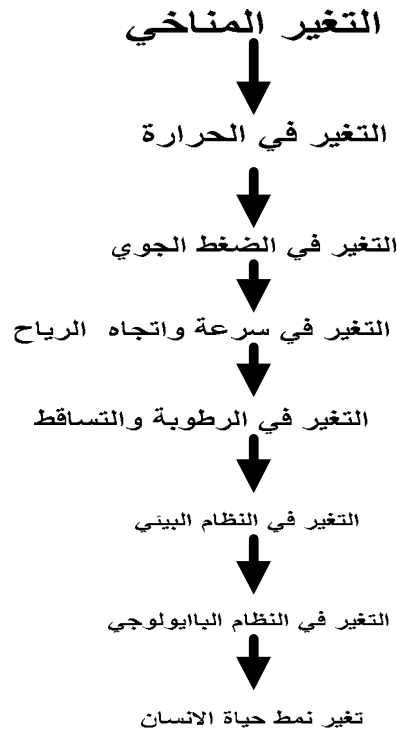 التغير المناخي
التغير في الحرارة
التغير في الضغط الجوي
التغير في سرعة واتجاه الرياح
التغير في الرطوبة والتساقط
التغير في النظام البيئي
التغير في النظام الباايولوجي
تغير نمط حياة الانسان